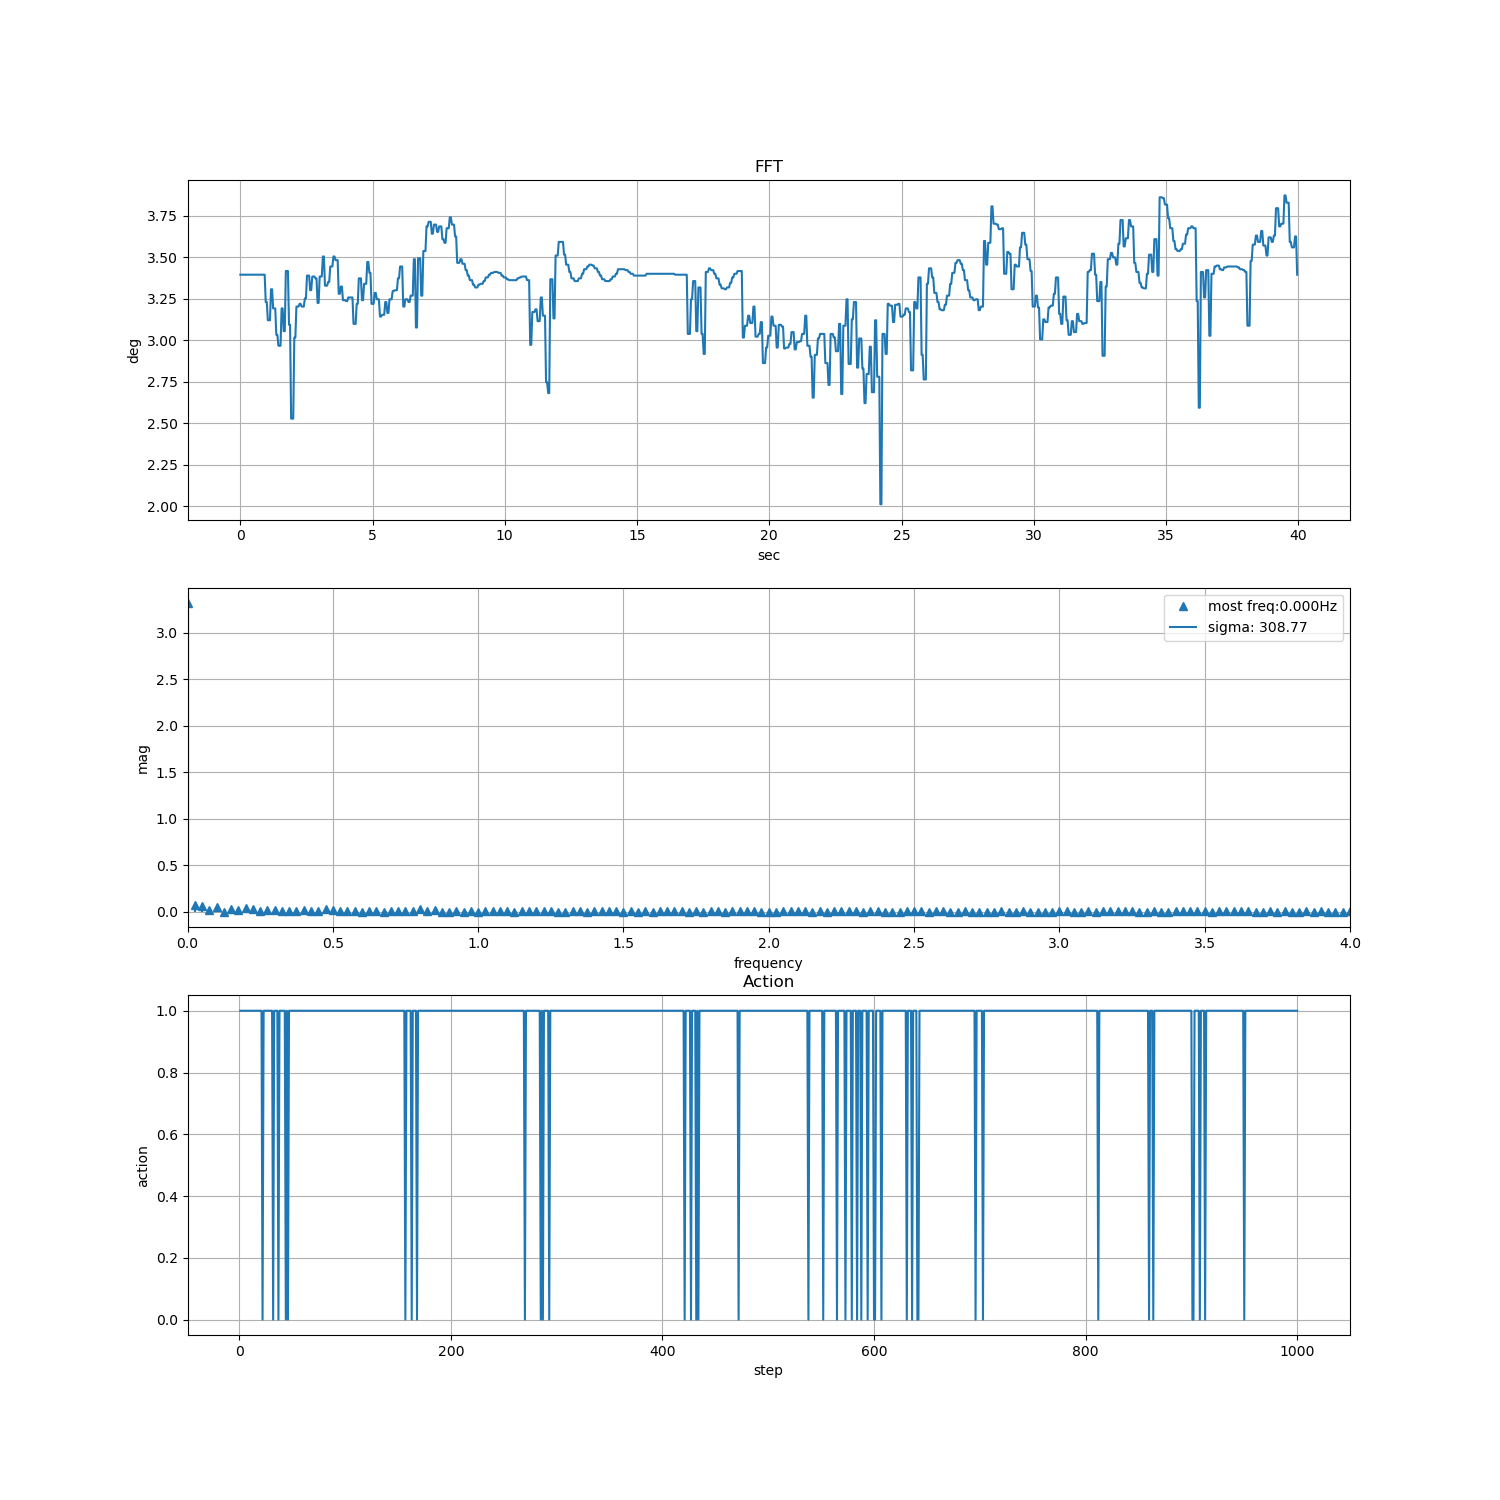 FFT
3.75
3.50
3.25
3.00
2.75
2.50
2.25
2.00
deg
0 5 10 15 20 25 30 35 40
sec
most freq:0.000Hz
sigma: 308.77
3.0
2.5
2.0
1.5
1.0
0.5
0.0
mag
0.0 0.5 1.0 1.5 2.0 2.5 3.0 3.5 4.0
frequency
Action
1.0
0.8
0.6
0.4
0.2
0.0
action
0 200 400 600 800 1000
step